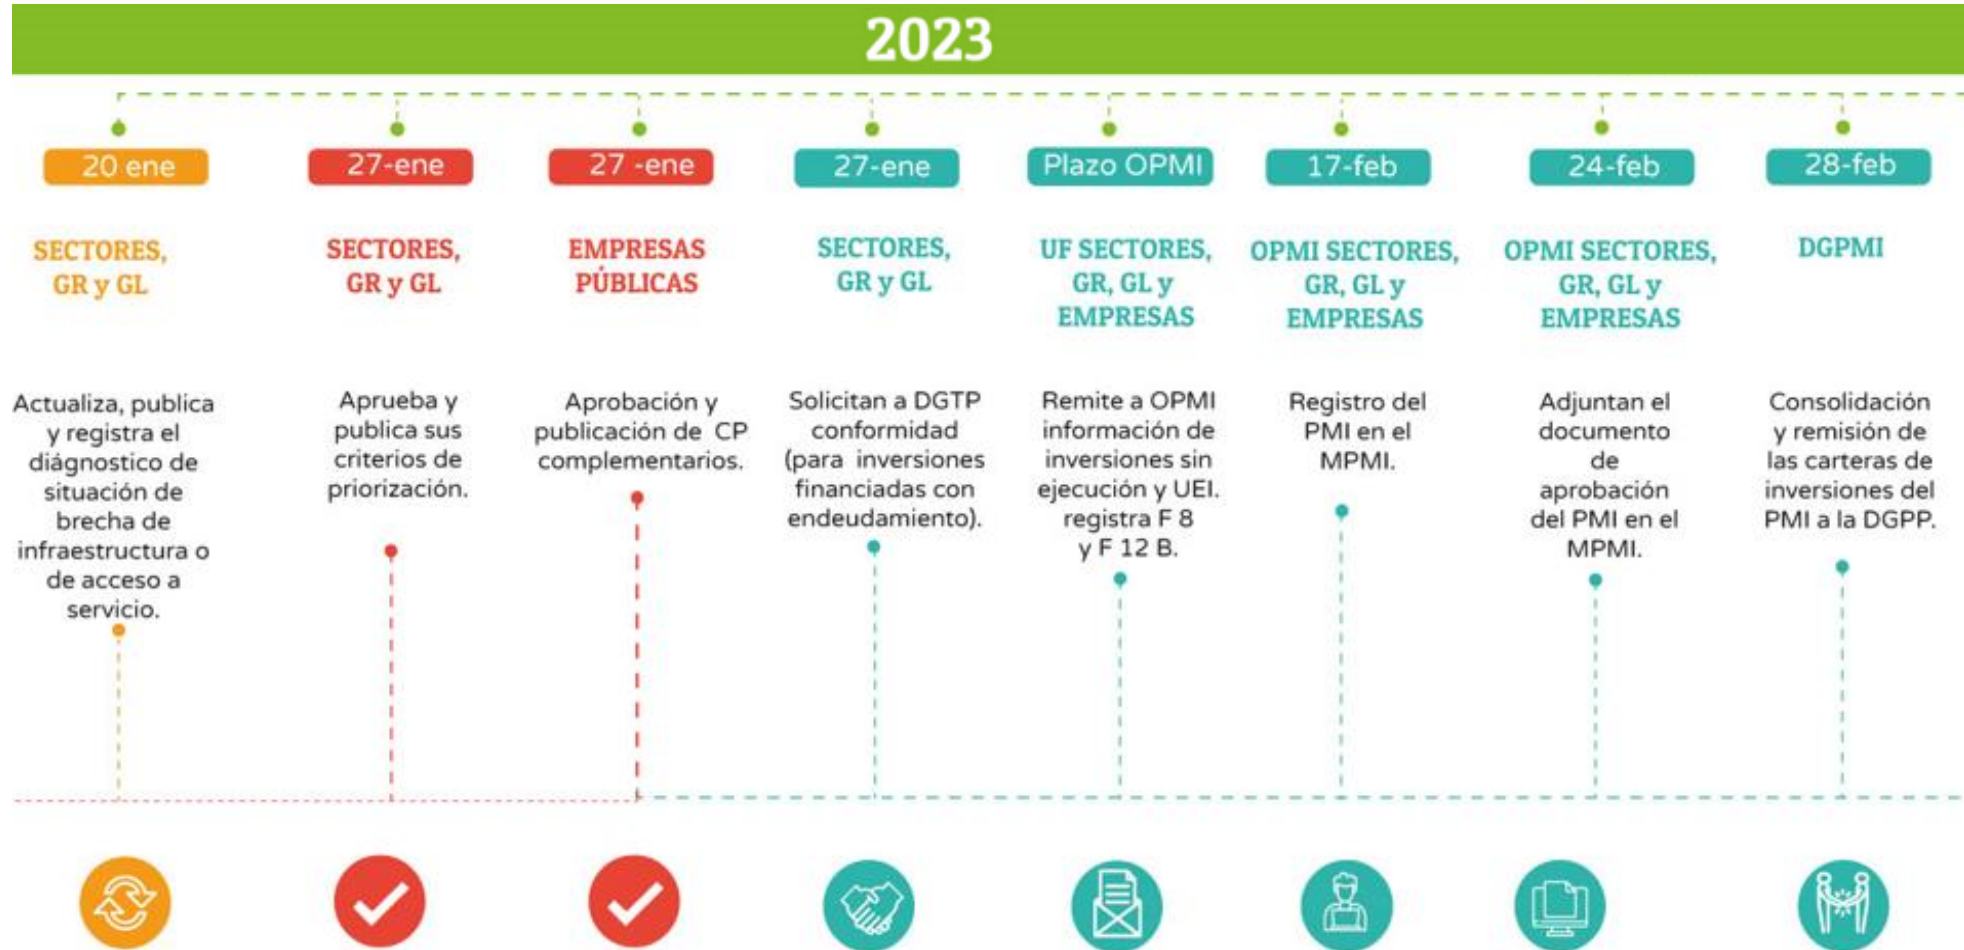 2023
20 ene
SECTORES,
GR y GL
Actualiza, publica
y registra el
diágnostico de
situación de
brecha de
infraestructura o
de acceso a
servicio.
27-ene
SECTORES,
GR y GL
Aprueba y
publica sus
criterios de
priorización.
27 -ene
EMPRESAS
PÚBLICAS
Aprobación y
publicación de CP
complementarios.
27-ene
SECTORES,
GR y GL
Solicitan a DGTP
conformidad
(para inversiones
financiadas con
endeudamiento).
Plazo OPMI
UF SECTORES,
GR, GL y
EMPRESAS
Remite a OPMI
información de
inversiones sin
ejecución y UEI.
registra F 8
y F 12 B.
17-feb
OPMI SECTORES,
GR, GL y
EMPRESAS
Registro del
PMI en el
MPMI.
24-feb
OPMI SECTORES,
GR, GL y
EMPRESAS
Adjuntan el
documento
de
aprobación
del PMI en el
MPMI.
28-feb
DGPMI
Consolidación
y remisión de
las carteras de
inversiones del
PMI a la DGPP.